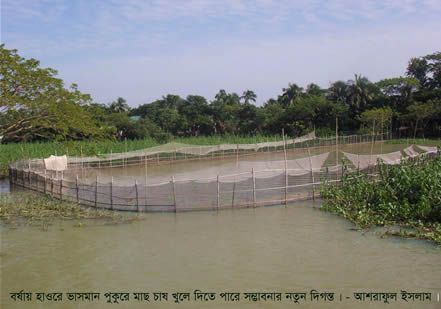 বর্ষায় হাওরে ভাসমান পুকুরে মাছ চাষ খুলে দিতে পারে সম্ভাবনার নতুন দিগন্ত । - আশরাফুল ইসলাম ।